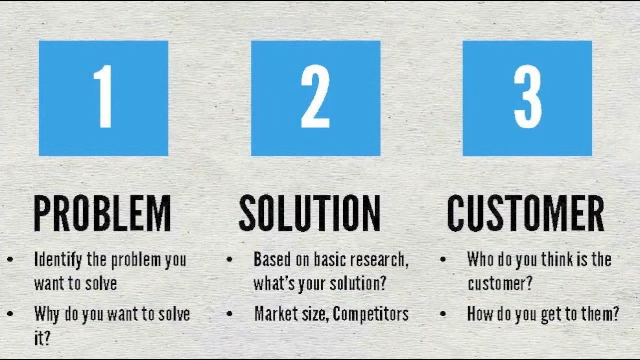 1
PROBLEM
• Identify the problem you
want to solve
• Why do you want to solve
it?
2
SOLUTION
• Based on basic research,
what's your solution?
• Market size, Competitors
3
CUSTOMER
• Who do you think is the
customer?
• How do you get to them?